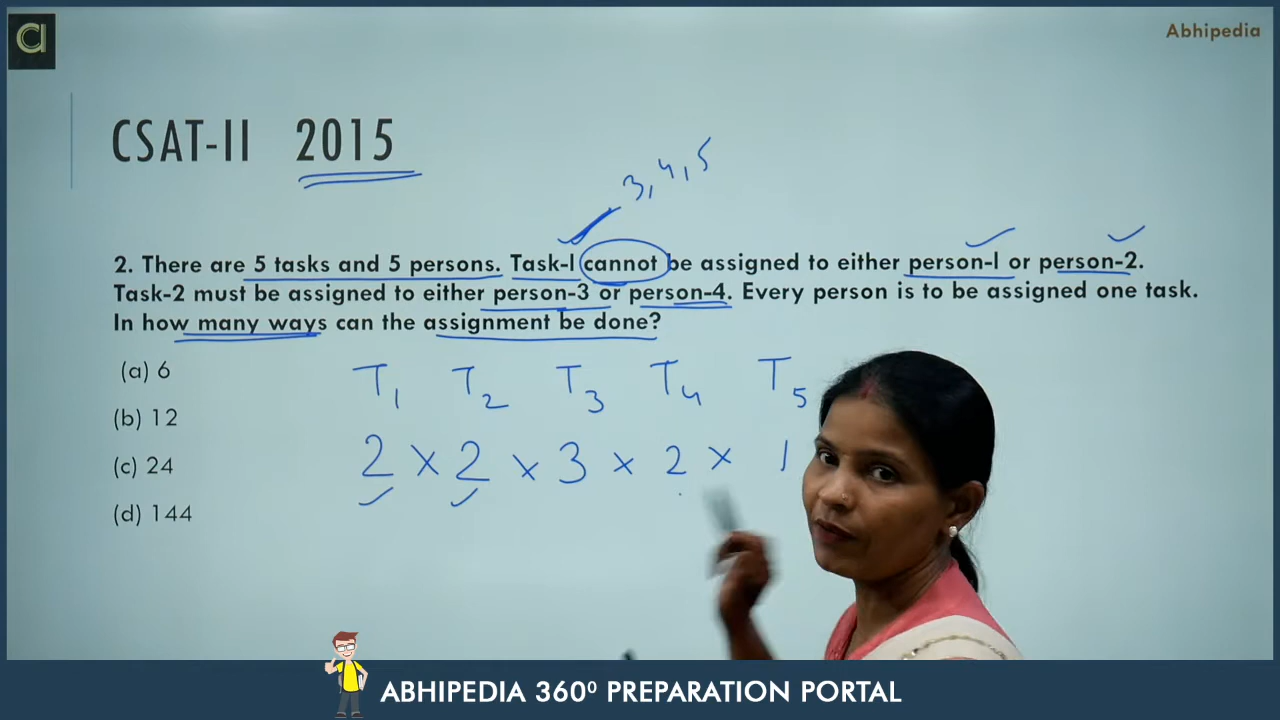 Abhipedia
CSAT-II 2015
3, 4, 5
2. There are 5 tasks and 5 persons. Task-I cannot be assigned to either person-I or person-2.
Task-2 must be assigned to either person-3 or person-4. Every person is to be assigned one task.
In how many ways can the assignment be done?
(a) 6
(b) 12
(c) 24
(d) 144
T1 T2 T3 T4 T5
2 × 2 × 3 × 2 × 1
ABHIPEDIA 360⁰ PREPARATION PORTAL